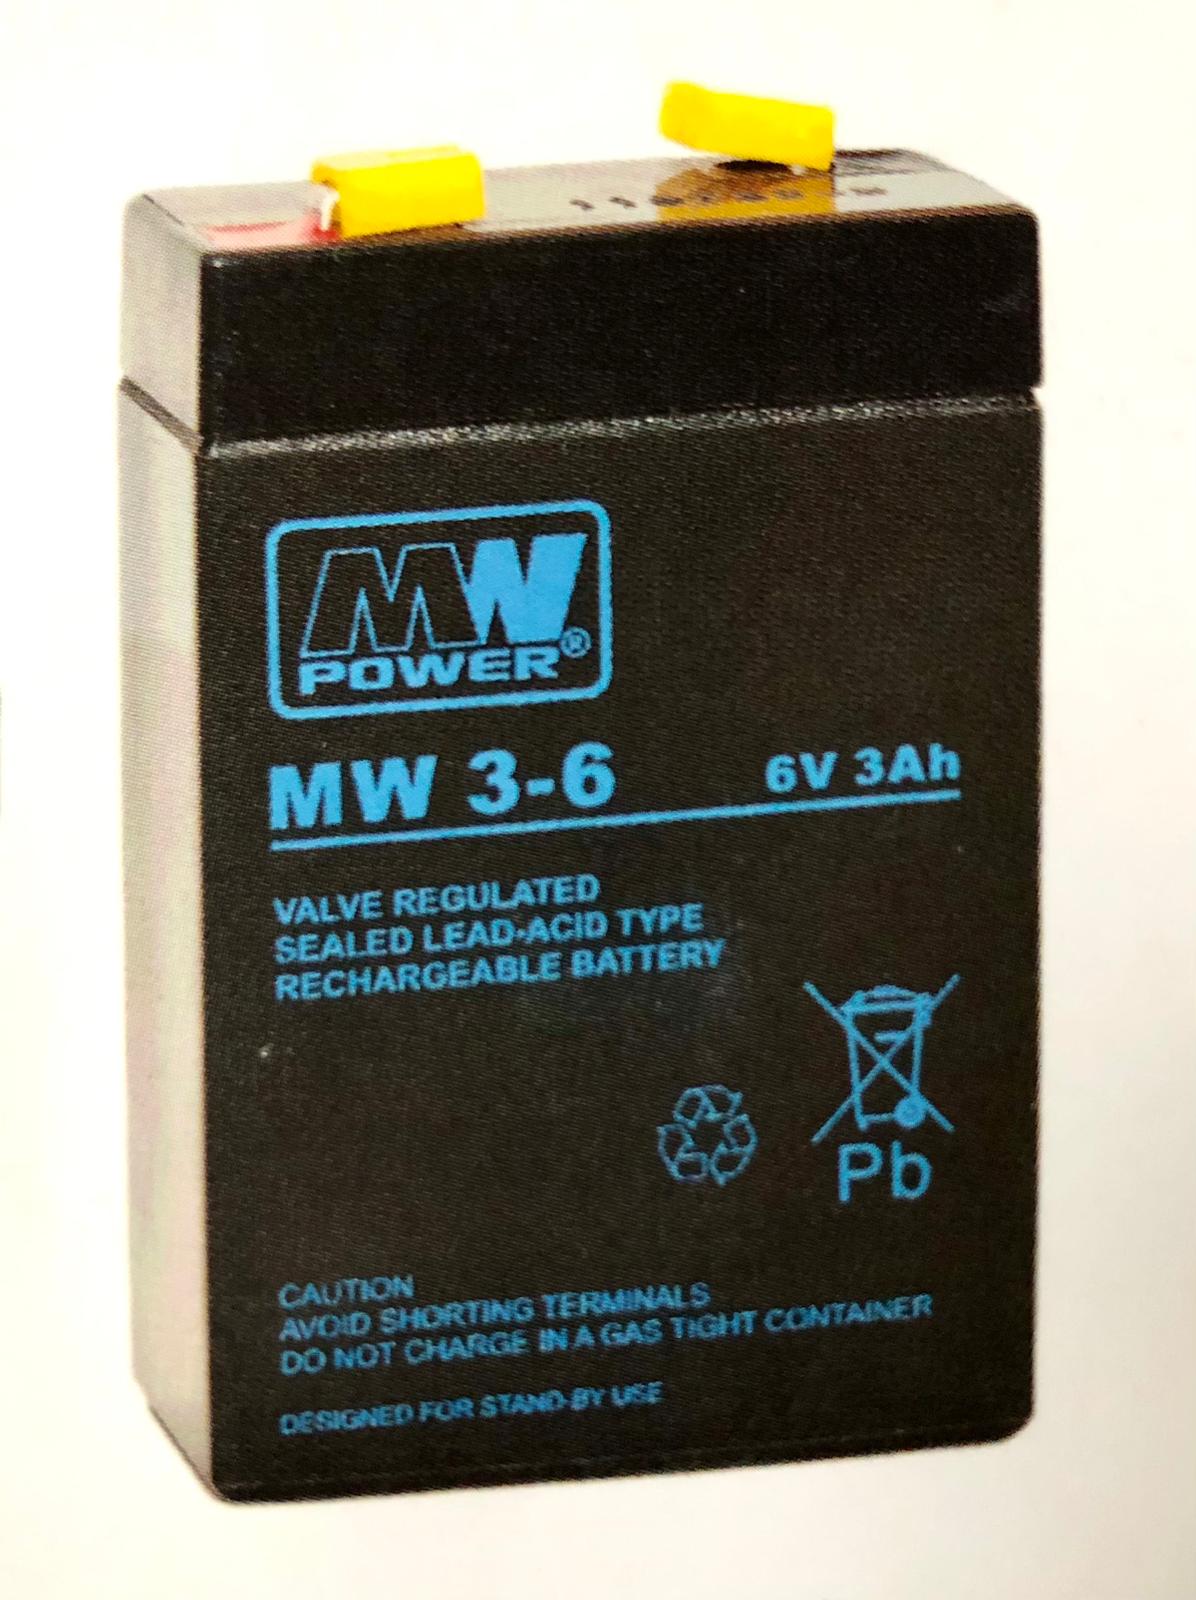 MW
POWER®
MW 3-6 6V 3Ah
VALVE REGULATED
SEALED LEAD-ACID TYPE
RECHARGEABLE BATTERY
Pb
CAUTION
AVOID SHORTING TERMINALS
DO NOT CHARGE IN A GAS TIGHT CONTAINER
DESIGNED FOR STAND-BY USE